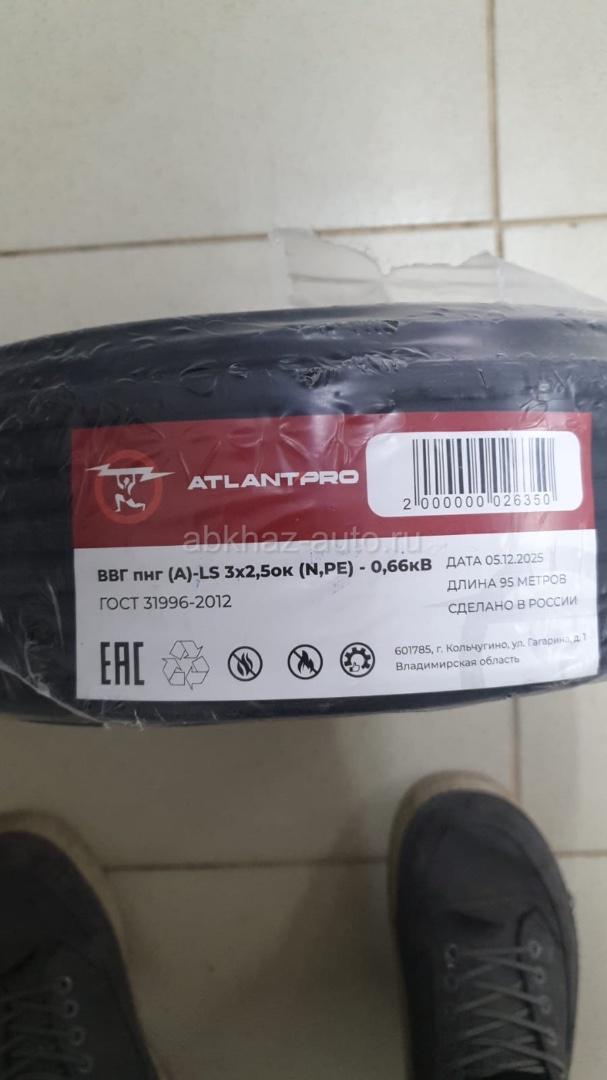 ATLANTPRO
2 000000 026350
abkhaz-auto.ru
ВВГ пнг (А)-LS 3х2,5ок (N,PE) - 0,66кВ
ГОСТ 31996-2012
ДАТА 05.12.2025
ДЛИНА 95 МЕТРОВ
СДЕЛАНО В РОССИИ
EAC
601785, г. Кольчугино, ул. Гагарина, д. 1
Владимирская область